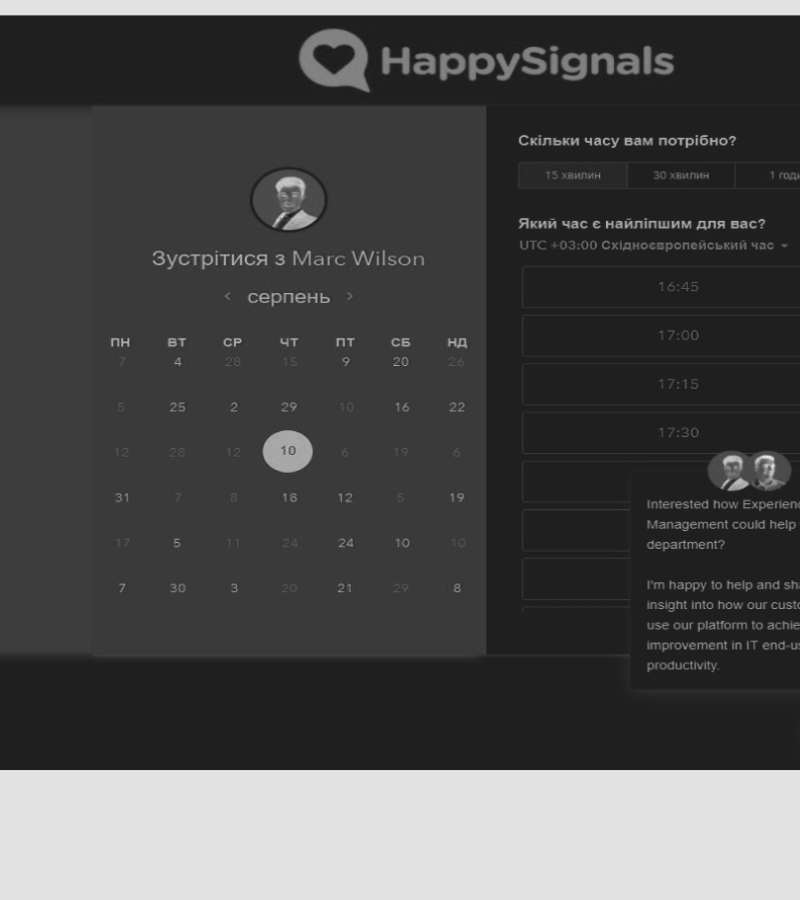 HappySignals
Зустрітися з Marc Wilson
< серпень >
ПН ВТ СР ЧТ ПТ СБ НД
7 4 28 15 9 20 26
5 25 2 29 10 16 22
12 28 12 10 6 19 6
31 7 8 18 12 5 19
17 5 11 24 24 10 10
7 30 3 20 21 29 8
Скільки часу вам потрібно?
15 хвилин 30 хвилин 1 годи
Який час є найліпшим для вас?
UTC +03:00 Східноєвропейський час
16:45
17:00
17:15
17:30
Interested how Experien
Management could help
department?
I'm happy to help and sha
insight into how our custo
use our platform to achie
improvement in IT end-us
productivity.